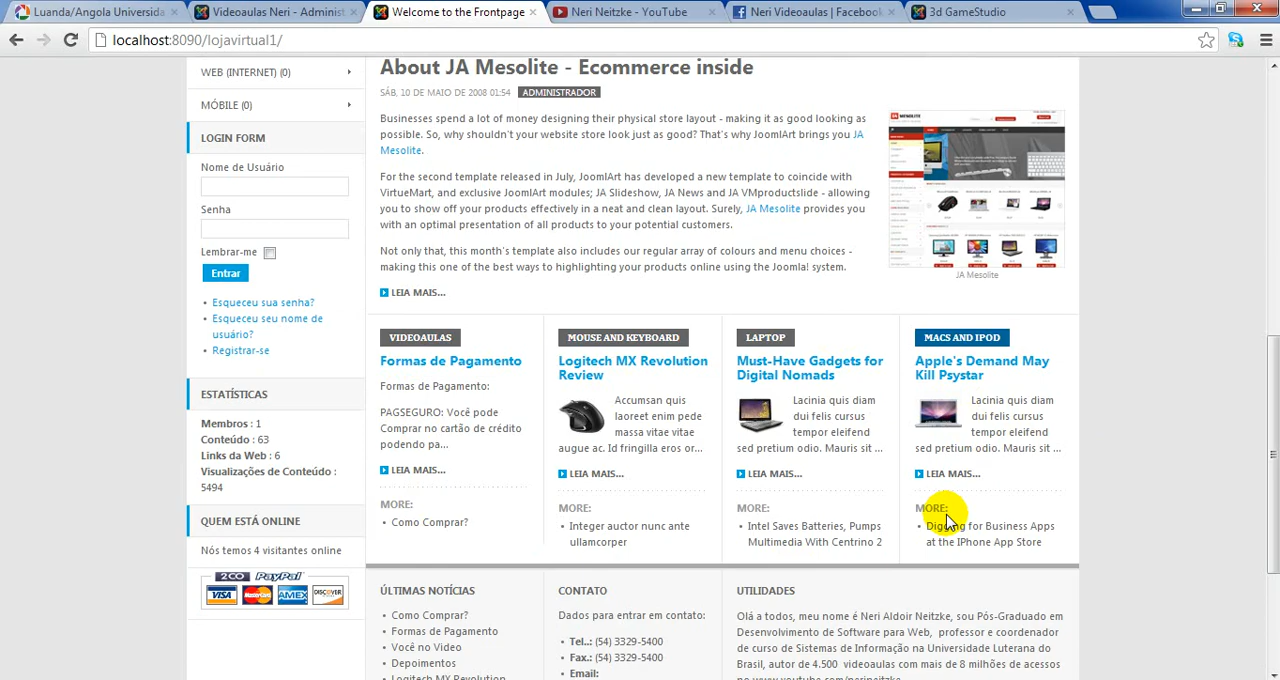 Luanda/Angola Universida
Videoaulas Neri - Administ
Welcome to the Frontpage
Neri Neitzke - YouTube
Neri Videoaulas | Facebook
3d GameStudio
localhost:8090/lojavirtual1/
WEB (INTERNET) (0)
MÓBILE (0)
LOGIN FORM
Nome de Usuário
Senha
Lembrar-me
Entrar
Esqueceu sua senha?
Esqueceu seu nome de
usuário?
Registrar-se
ESTATÍSTICAS
Membros : 1
Conteúdo : 63
Links da Web : 6
Visualizações de Conteúdo :
5494
QUEM ESTÁ ONLINE
Nós temos 4 visitantes online
2CO PayPal
VISA MasterCard AMEX DISCOVER
About JA Mesolite - Ecommerce inside
SÁB, 10 DE MAIO DE 2008 01:54 ADMINISTRADOR
Businesses spend a lot of money designing their physical store layout - making it as good looking as
possible. So, why shouldn't your website store look just as good? That's why JoomlArt brings you JA
Mesolite.
For the second template released in July, JoomlArt has developed a new template to coincide with
VirtueMart, and exclusive JoomlArt modules; JA Slideshow, JA News and JA VMproductslide - allowing
you to show off your products effectively in a neat and clean layout. Surely, JA Mesolite provides you
with an optimal presentation of all products to your potential customers.
Not only that, this month's template also includes our regular array of colours and menu choices -
making this one of the best ways to highlighting your products online using the Joomla! system.
JA Mesolite
LEIA MAIS...
VIDEOAULAS
Formas de Pagamento
Formas de Pagamento:
PAGSEGURO: Você pode
Comprar no cartão de crédito
podendo pa...
LEIA MAIS...
MORE:
Como Comprar?
MOUSE AND KEYBOARD
Logitech MX Revolution
Review
Accumsan quis
laoreet enim pede
massa vitae vitae
augue ac. Id fringilla eros or...
LEIA MAIS...
MORE:
Integer auctor nunc ante
ullamcorper
LAPTOP
Must-Have Gadgets for
Digital Nomads
Lacinia quis diam
dui felis cursus
tempor eleifend
sed pretium odio. Mauris sit ...
LEIA MAIS...
MORE:
Intel Saves Batteries, Pumps
Multimedia With Centrino 2
MACS AND IPOD
Apple's Demand May
Kill Psystar
Lacinia quis diam
dui felis cursus
tempor eleifend
sed pretium odio. Mauris sit ...
LEIA MAIS...
MORE:
Digging for Business Apps
at the IPhone App Store
ÚLTIMAS NOTÍCIAS
Como Comprar?
Formas de Pagamento
Você no Video
Depoimentos
Logitech MX Revolution
CONTATO
Dados para entrar em contato:
Tel..: (54) 3329-5400
Fax.: (54) 3329-5400
Email:
UTILIDADES
Olá a todos, meu nome é Neri Aldoir Neitzke, sou Pós-Graduado em
Desenvolvimento de Software para Web, professor e coordenador
de curso de Sistemas de Informação na Universidade Luterana do
Brasil, autor de 4.500 videoaulas com mais de 8 milhões de acessos
no www.youtube.com/nerineitzke